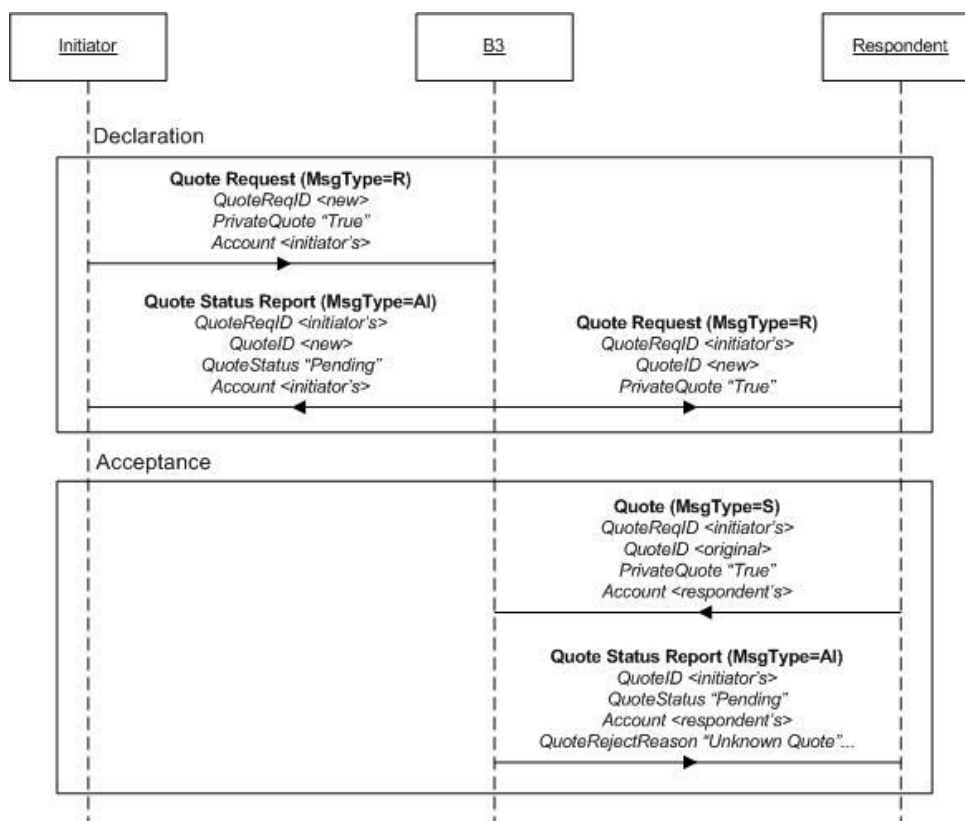 Initiator
B3
Respondent
Declaration
Quote Request (MsgType=R)
QuoteReqID <new>
PrivateQuote “True”
Account <initiator’s>
Quote Status Report (MsgType=AI)
QuoteReqID <initiator’s>
QuoteID <new>
QuoteStatus “Pending”
Account <initiator’s>
Quote Request (MsgType=R)
QuoteReqID <initiator’s>
QuoteID <new>
PrivateQuote “True”
Acceptance
Quote (MsgType=S)
QuoteReqID <initiator’s>
QuoteID <original>
PrivateQuote “True”
Account <respondent’s>
Quote Status Report (MsgType=AI)
QuoteID <initiator’s>
QuoteStatus “Pending”
Account <respondent’s>
QuoteRejectReason “Unknown Quote”...